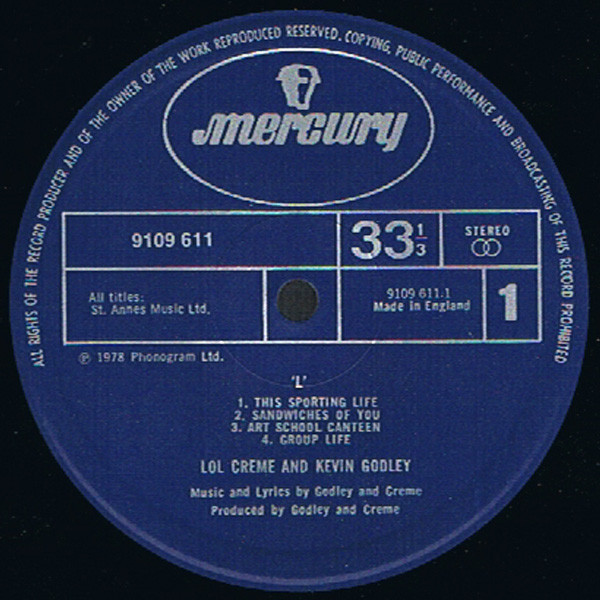 ALL RIGHTS OF THE RECORD PRODUCER AND OF THE OWNER OF THE WORK REPRODUCED RESERVED. COPYING, PUBLIC PERFORMANCE AND BROADCASTING OF THIS RECORD PROHIBITED
mercury
9109 611
33 1/3
STEREO
All titles:
St. Annes Music Ltd.
9109 611.1
Made in England
1
℗ 1978 Phonogram Ltd.
'L'
1. THIS SPORTING LIFE
2. SANDWICHES OF YOU
3. ART SCHOOL CANTEEN
4. GROUP LIFE
LOL CREME AND KEVIN GODLEY
Music and Lyrics by Godley and Creme
Produced by Godley and Creme